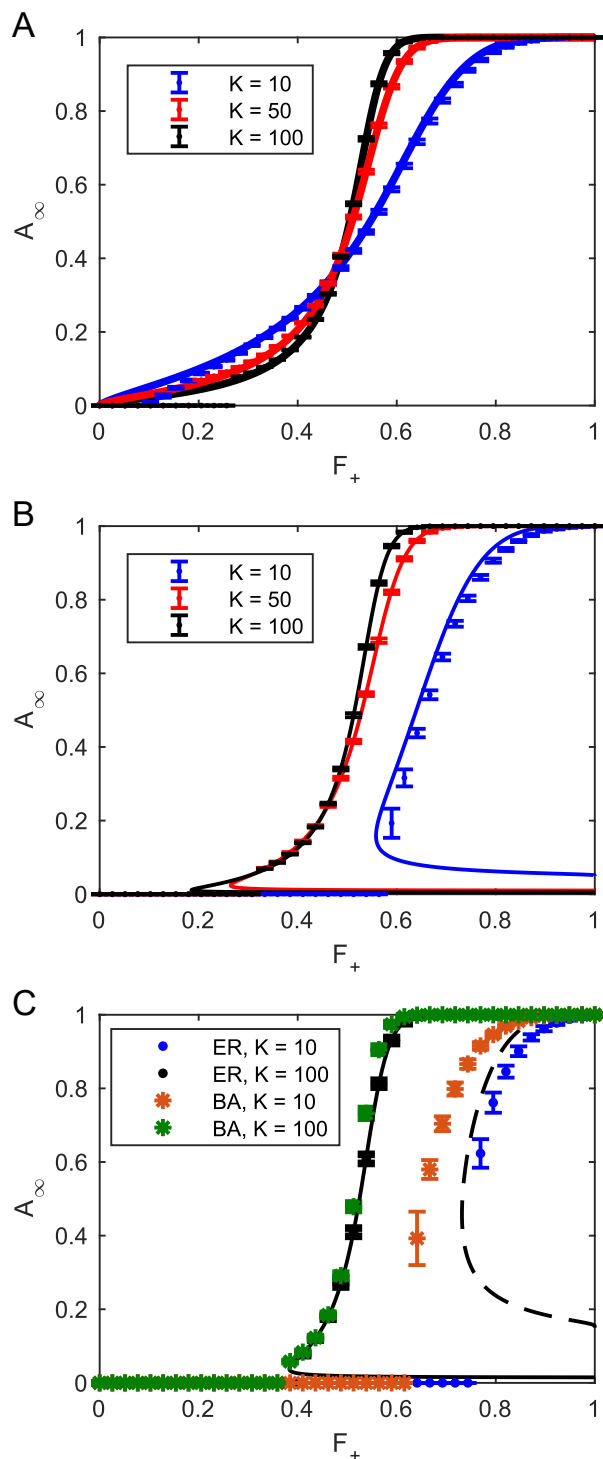 A
1
0.8
0.6
0.4
0.2
0
A∞
K = 10
K = 50
K = 100
0 0.2 0.4 0.6 0.8 1
F+
B
1
0.8
0.6
0.4
0.2
0
A∞
K = 10
K = 50
K = 100
0 0.2 0.4 0.6 0.8 1
F+
C
1
0.8
0.6
0.4
0.2
0
A∞
ER, K = 10
ER, K = 100
BA, K = 10
BA, K = 100
0 0.2 0.4 0.6 0.8 1
F+